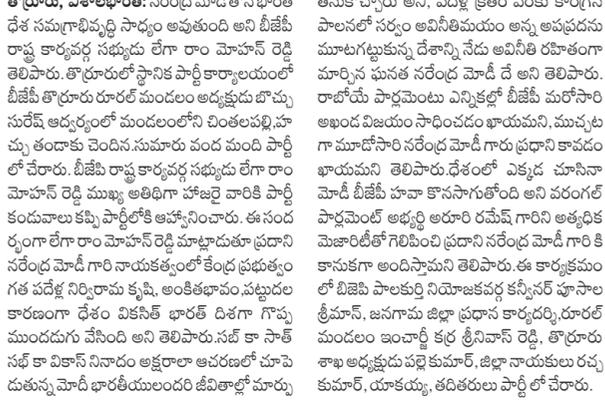 తొర్రూరు, విశాలభారత్: నరేంద్ర మోడీ తో నే భారత
ధేశ సమగ్రాభివృద్ధి సాధ్యం అవుతుంది అని బీజేపీ
రాష్ట్ర కార్యవర్గ సభ్యుడు లేగా రాం మోహన్ రెడ్డి
తెలిపారు. తొర్రూరులో స్థానిక పార్టీ కార్యాలయంలో
బీజేపీ తొర్రూరు రూరల్ మండలం అధ్యక్షుడు బొచ్చు
సురేష్ ఆద్వర్యంలో మండలంలోని చింతలపల్లి,హ
చ్చు తండాకు చెందిన.సుమారు వంద మంది పార్టీ
లో చేరారు. బీజేపి రాష్ట్ర కార్యవర్గ సభ్యుడు లేగా రాం
మోహన్ రెడ్డి ముఖ్య అతిథిగా హాజరై వారికి పార్టీ
కండువాలు కప్పి పార్టీలోకి ఆహ్వానించారు. ఈ సంద
ర్భంగా లేగా రాం మోహన్ రెడ్డి మాట్లాడుతూ ప్రదాని
నరేంద్ర మోడీ గారి నాయకత్వంలో కేంద్ర ప్రభుత్వం
గత పదేళ్ల నిర్విరామ కృషి, అంకితభావం,పట్టుదల
కారణంగా ధేశం వికసిత్ భారత్ దిశగా గొప్ప
ముందడుగు వేసింది అని తెలిపారు.సబ్ కా సాత్
సభ్ కా వికాస్ నినాదం అక్షరాలా ఆచరణలో చూపె
డుతున్న మోదీ భారతీయులందరి జీవితాల్లో మార్పు
తీసుక చ్చారు అని, పదేళ్ల క్రితం వరకు కాంగ్రెస్
పాలనలో సర్వం అవినీతిమయం అన్న అపప్రదను
మూటగట్టుకున్న దేశాన్ని నేడు అవినీతి రహితంగా
మార్చిన ఘనత నరేంద్ర మోడీ దే అని తెలిపారు.
రాబోయే పార్లమెంటు ఎన్నికల్లో బీజేపీ మరోసారి
అఖండ విజయం సాధించడం ఖాయమని, ముచ్చట
గా మూడోసారి నరేంద్ర మోడీ గారు ప్రధాని కావడం
ఖాయమని తెలిపారు.ధేశంలో ఎక్కడ చూసినా
మోడీ బీజేపీ హవా కొనసాగుతోంది అని వరంగల్
పార్లమెంట్ అభ్యర్థి అరూరి రమేష్ గారిని అత్యధిక
మెజారిటీతో గెలిపించి ప్రదాని నరేంద్ర మోడీ గారి కి
కానుకగా అందిస్తామని తెలిపారు.ఈ కార్యక్రమం
లో బిజెపి పాలకుర్తి నియోజకవర్గ కన్వీనర్ పూసాల
శ్రీమాన్, జనగామ జిల్లా ప్రధాన కార్యదర్శి,రూరల్
మండలం ఇంచార్జీ కర్ర శ్రీనివాస్ రెడ్డి, తొర్రూరు
శాఖ అధ్యక్షుడు పల్లె కుమార్, జిల్లా నాయకులు రచ్చ
కుమార్, యాకయ్య, తదితరులు పార్టీ లో చేరారు.